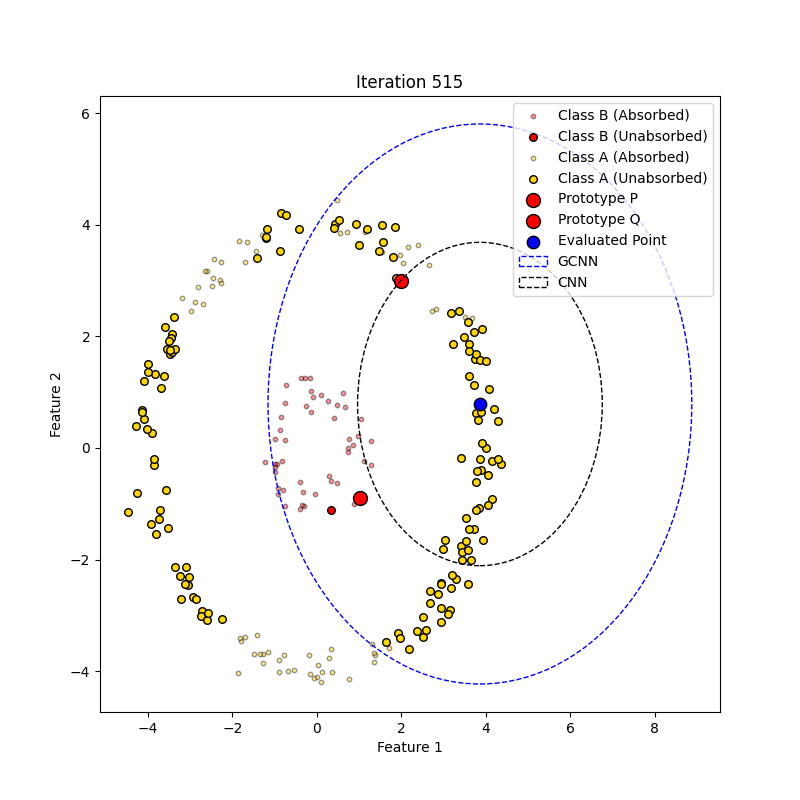 Iteration 515
Class B (Absorbed)
Class B (Unabsorbed)
Class A (Absorbed)
Class A (Unabsorbed)
Prototype P
Prototype Q
Evaluated Point
GCNN
CNN
6
4
2
0
−2
−4
Feature 2
−4 −2 0 2 4 6 8
Feature 1